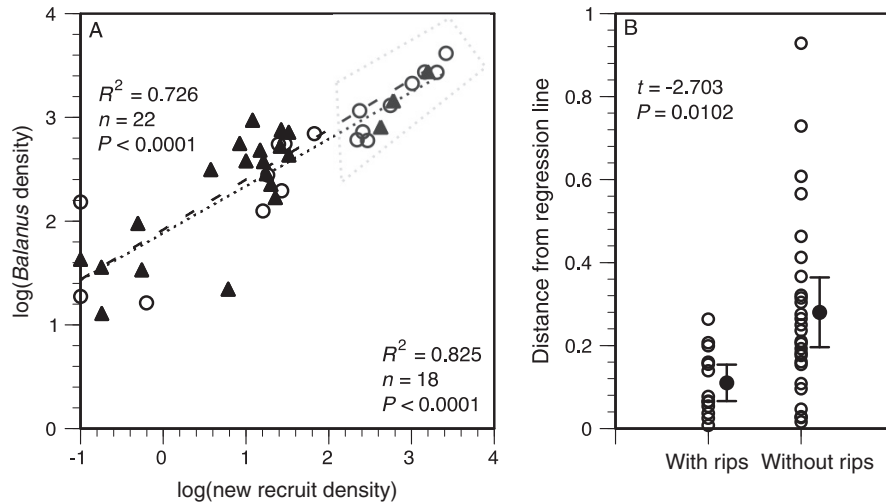 A
R² = 0.726
n = 22
P < 0.0001
R² = 0.825
n = 18
P < 0.0001
log(Balanus density)
4
3
2
1
0
-1
0
1
2
3
4
log(new recruit density)
B
t = -2.703
P = 0.0102
Distance from regression line
1
0.8
0.6
0.4
0.2
0
With rips
Without rips